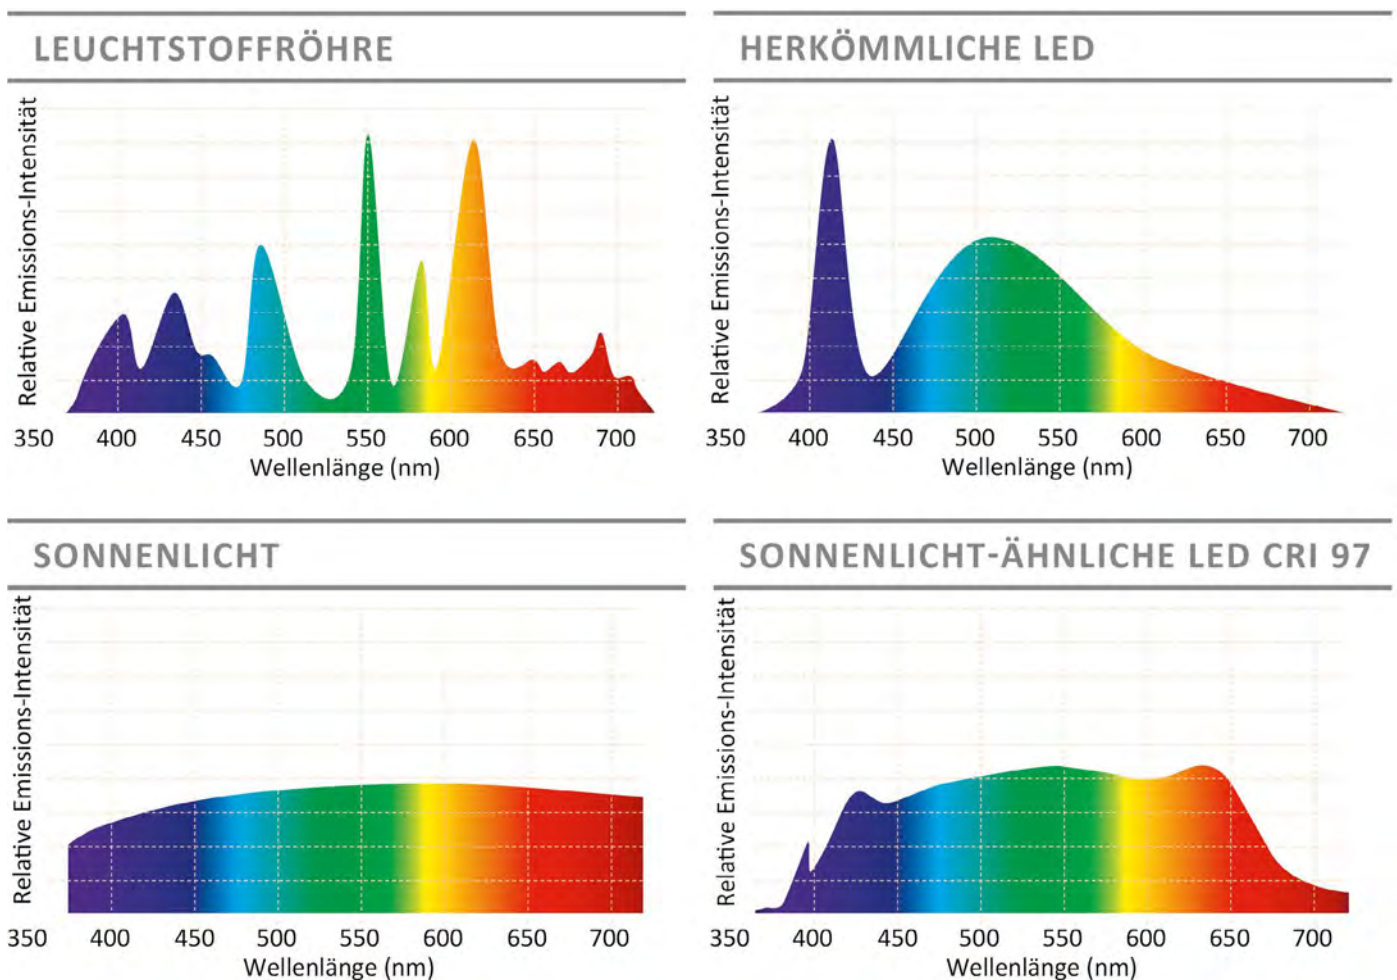 LEUCHTSTOFFRÖHRE
Relative Emissions-Intensität
350 400 450 500 550 600 650 700
Wellenlänge (nm)
HERKÖMMLICHE LED
Relative Emissions-Intensität
350 400 450 500 550 600 650 700
Wellenlänge (nm)
SONNENLICHT
Relative Emissions-Intensität
350 400 450 500 550 600 650 700
Wellenlänge (nm)
SONNENLICHT-ÄHNLICHE LED CRI 97
Relative Emissions-Intensität
350 400 450 500 550 600 650 700
Wellenlänge (nm)